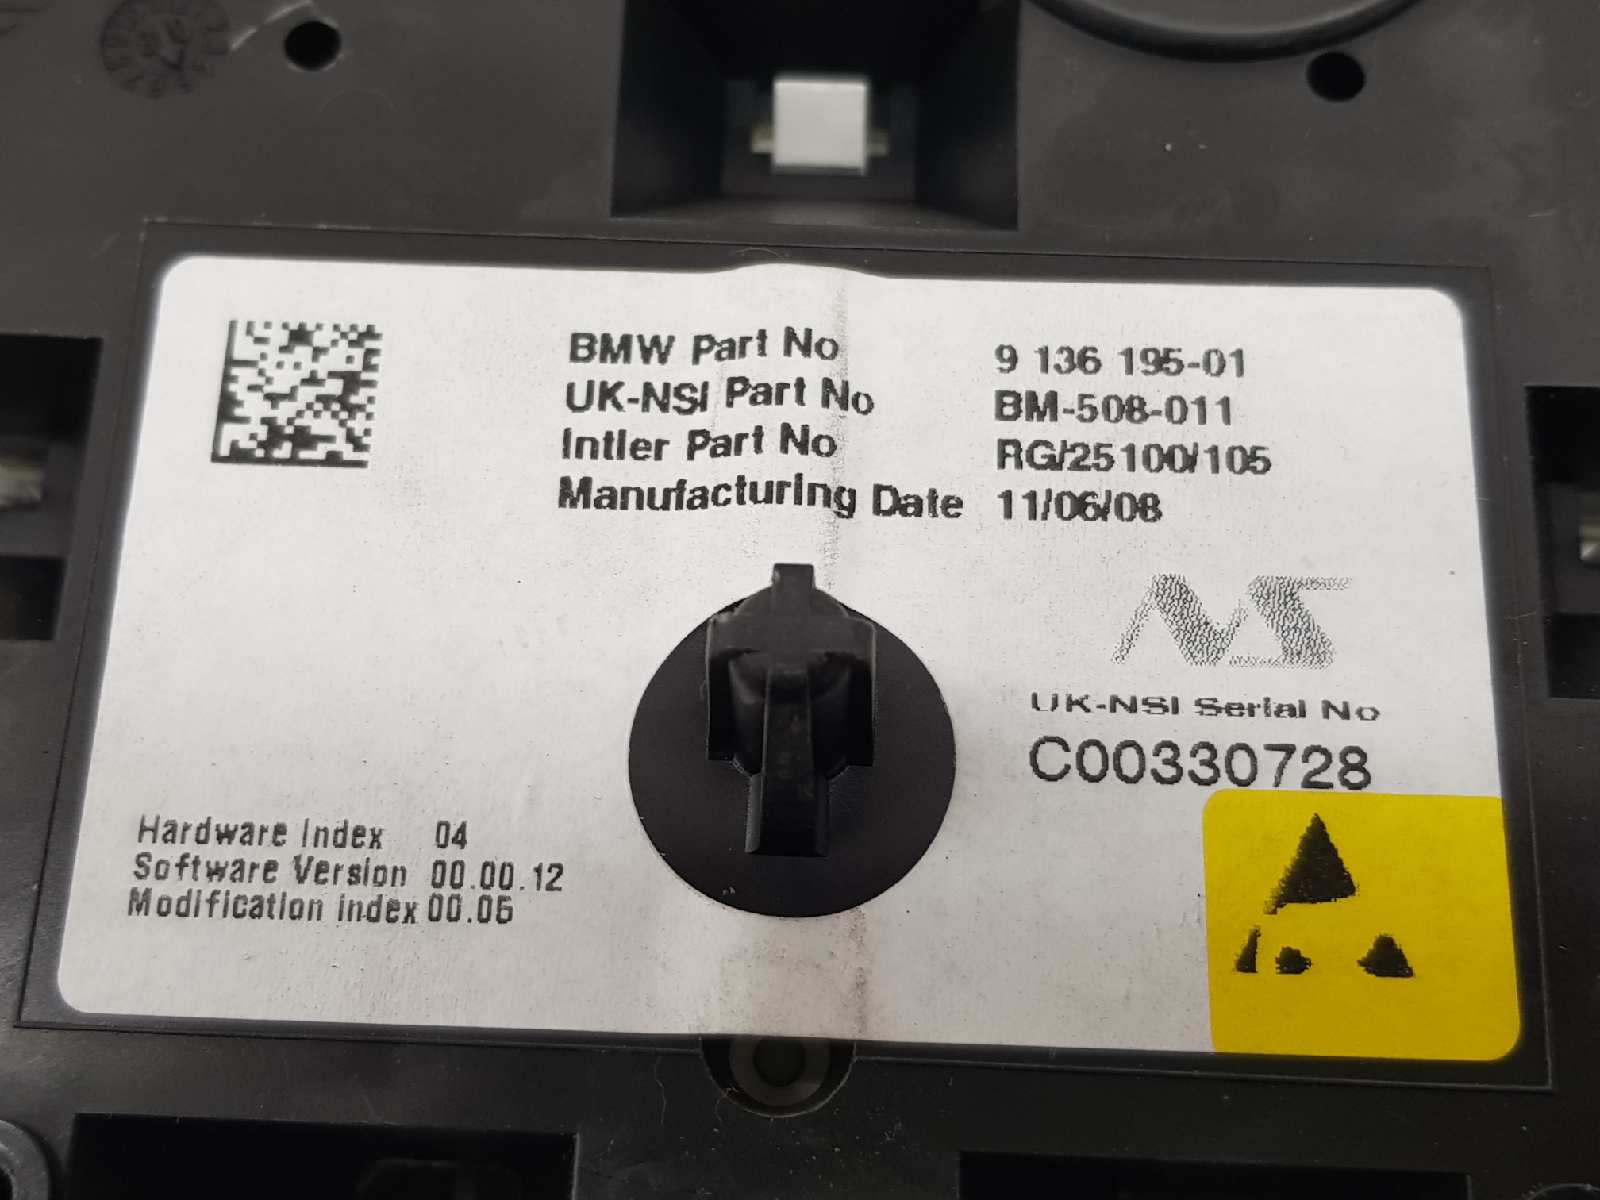 BMW Part No 9 136 195-01
UK-NSI Part No BM-508-011
Intler Part No RG/25100/105
Manufacturing Date 11/06/08
NS
UK-NSI Serial No
C00330728
Hardware Index 04
Software Version 00.00.12
Modification index 00.05